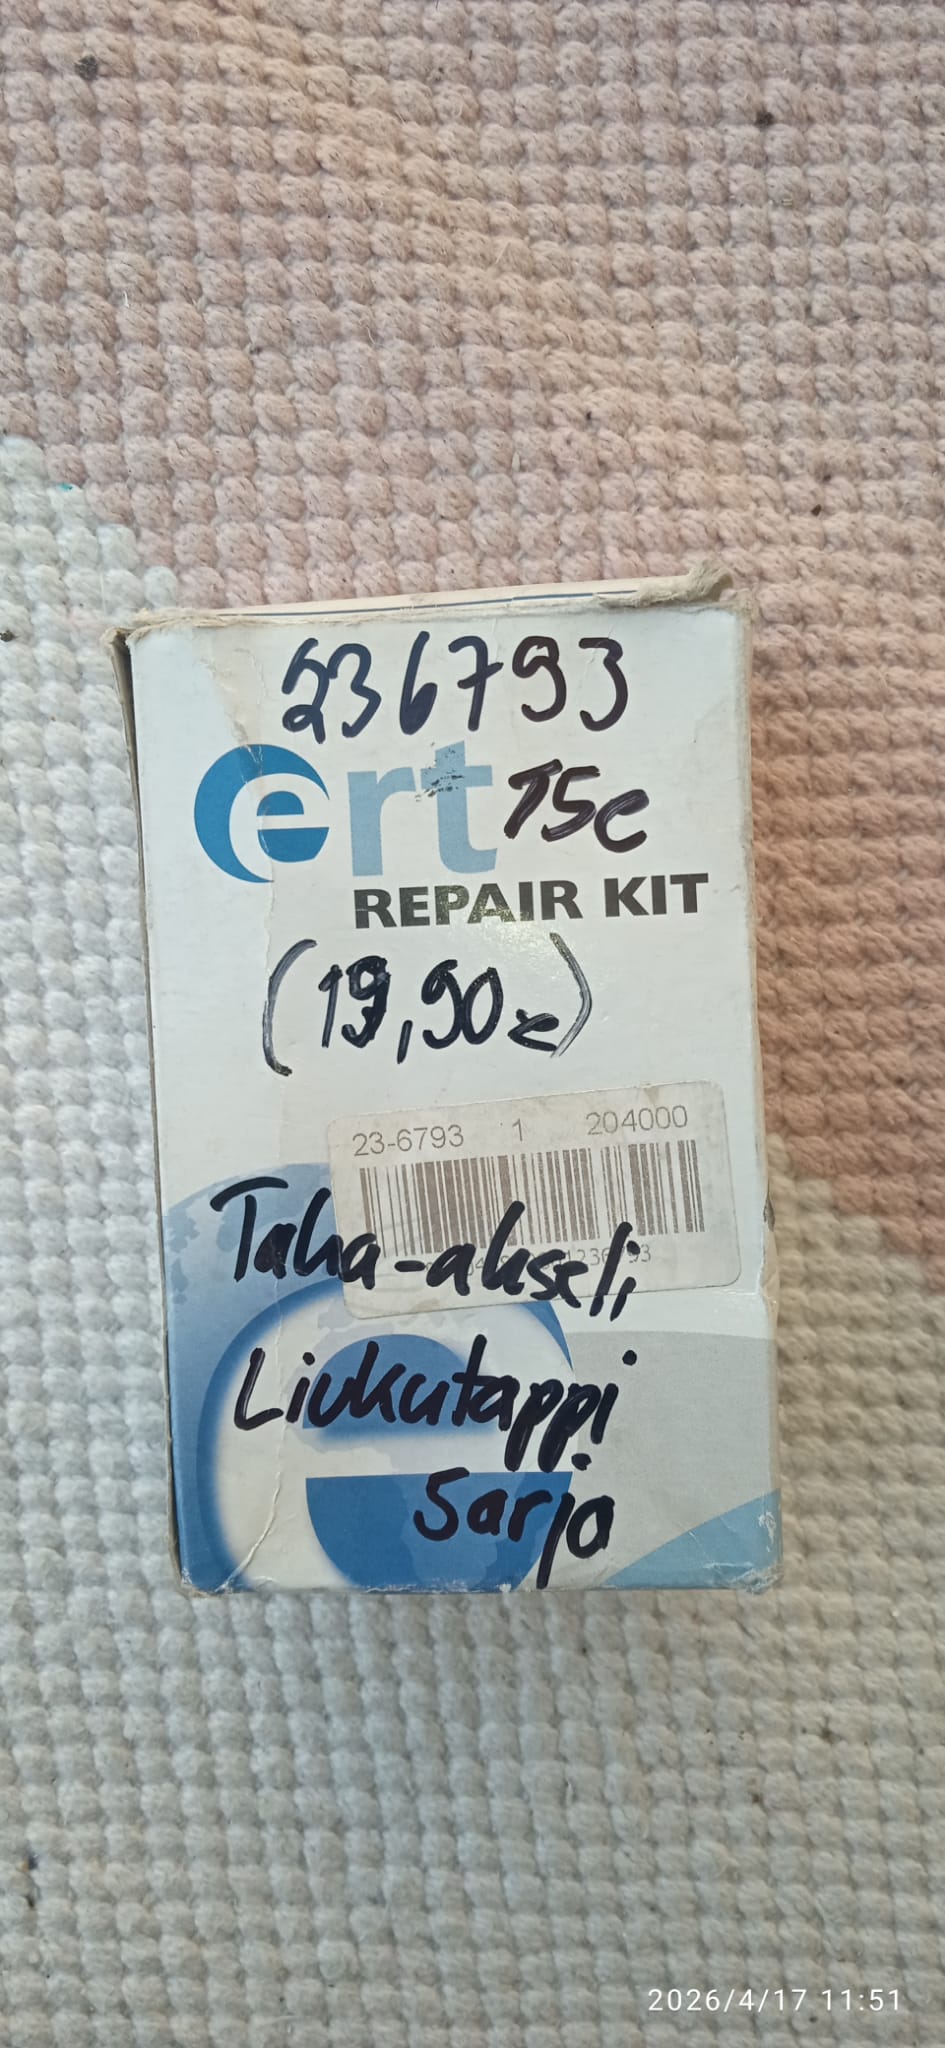 236793
ert 15e
REPAIR KIT
(19,90e)
23-6793 1 204000
Taka-akseli
Liukutappi
Sarja
2026/4/17 11:51